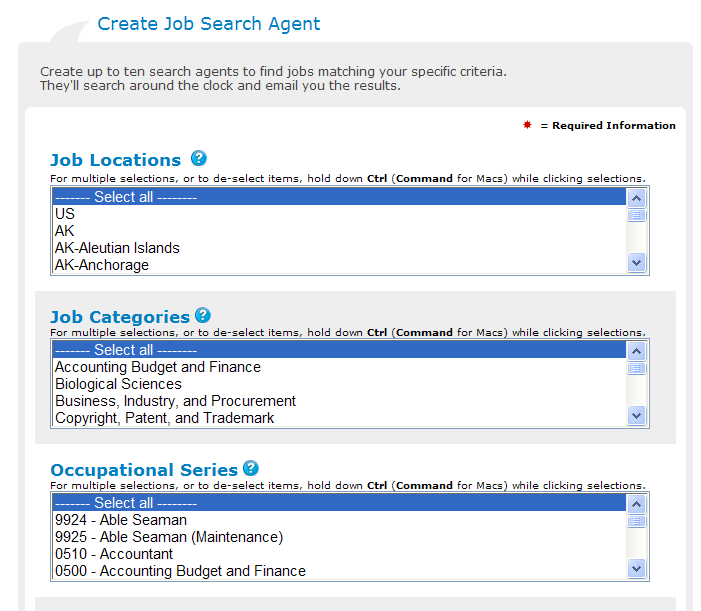 Create Job Search Agent
Create up to ten search agents to find jobs matching your specific criteria.
They'll search around the clock and email you the results.
* = Required Information
Job Locations ?
For multiple selections, or to de-select items, hold down Ctrl (Command for Macs) while clicking selections.
------- Select all --------
US
AK
AK-Aleutian Islands
AK-Anchorage
Job Categories ?
For multiple selections, or to de-select items, hold down Ctrl (Command for Macs) while clicking selections.
------- Select all --------
Accounting Budget and Finance
Biological Sciences
Business, Industry, and Procurement
Copyright, Patent, and Trademark
Occupational Series ?
For multiple selections, or to de-select items, hold down Ctrl (Command for Macs) while clicking selections.
------- Select all --------
9924 - Able Seaman
9925 - Able Seaman (Maintenance)
0510 - Accountant
0500 - Accounting Budget and Finance